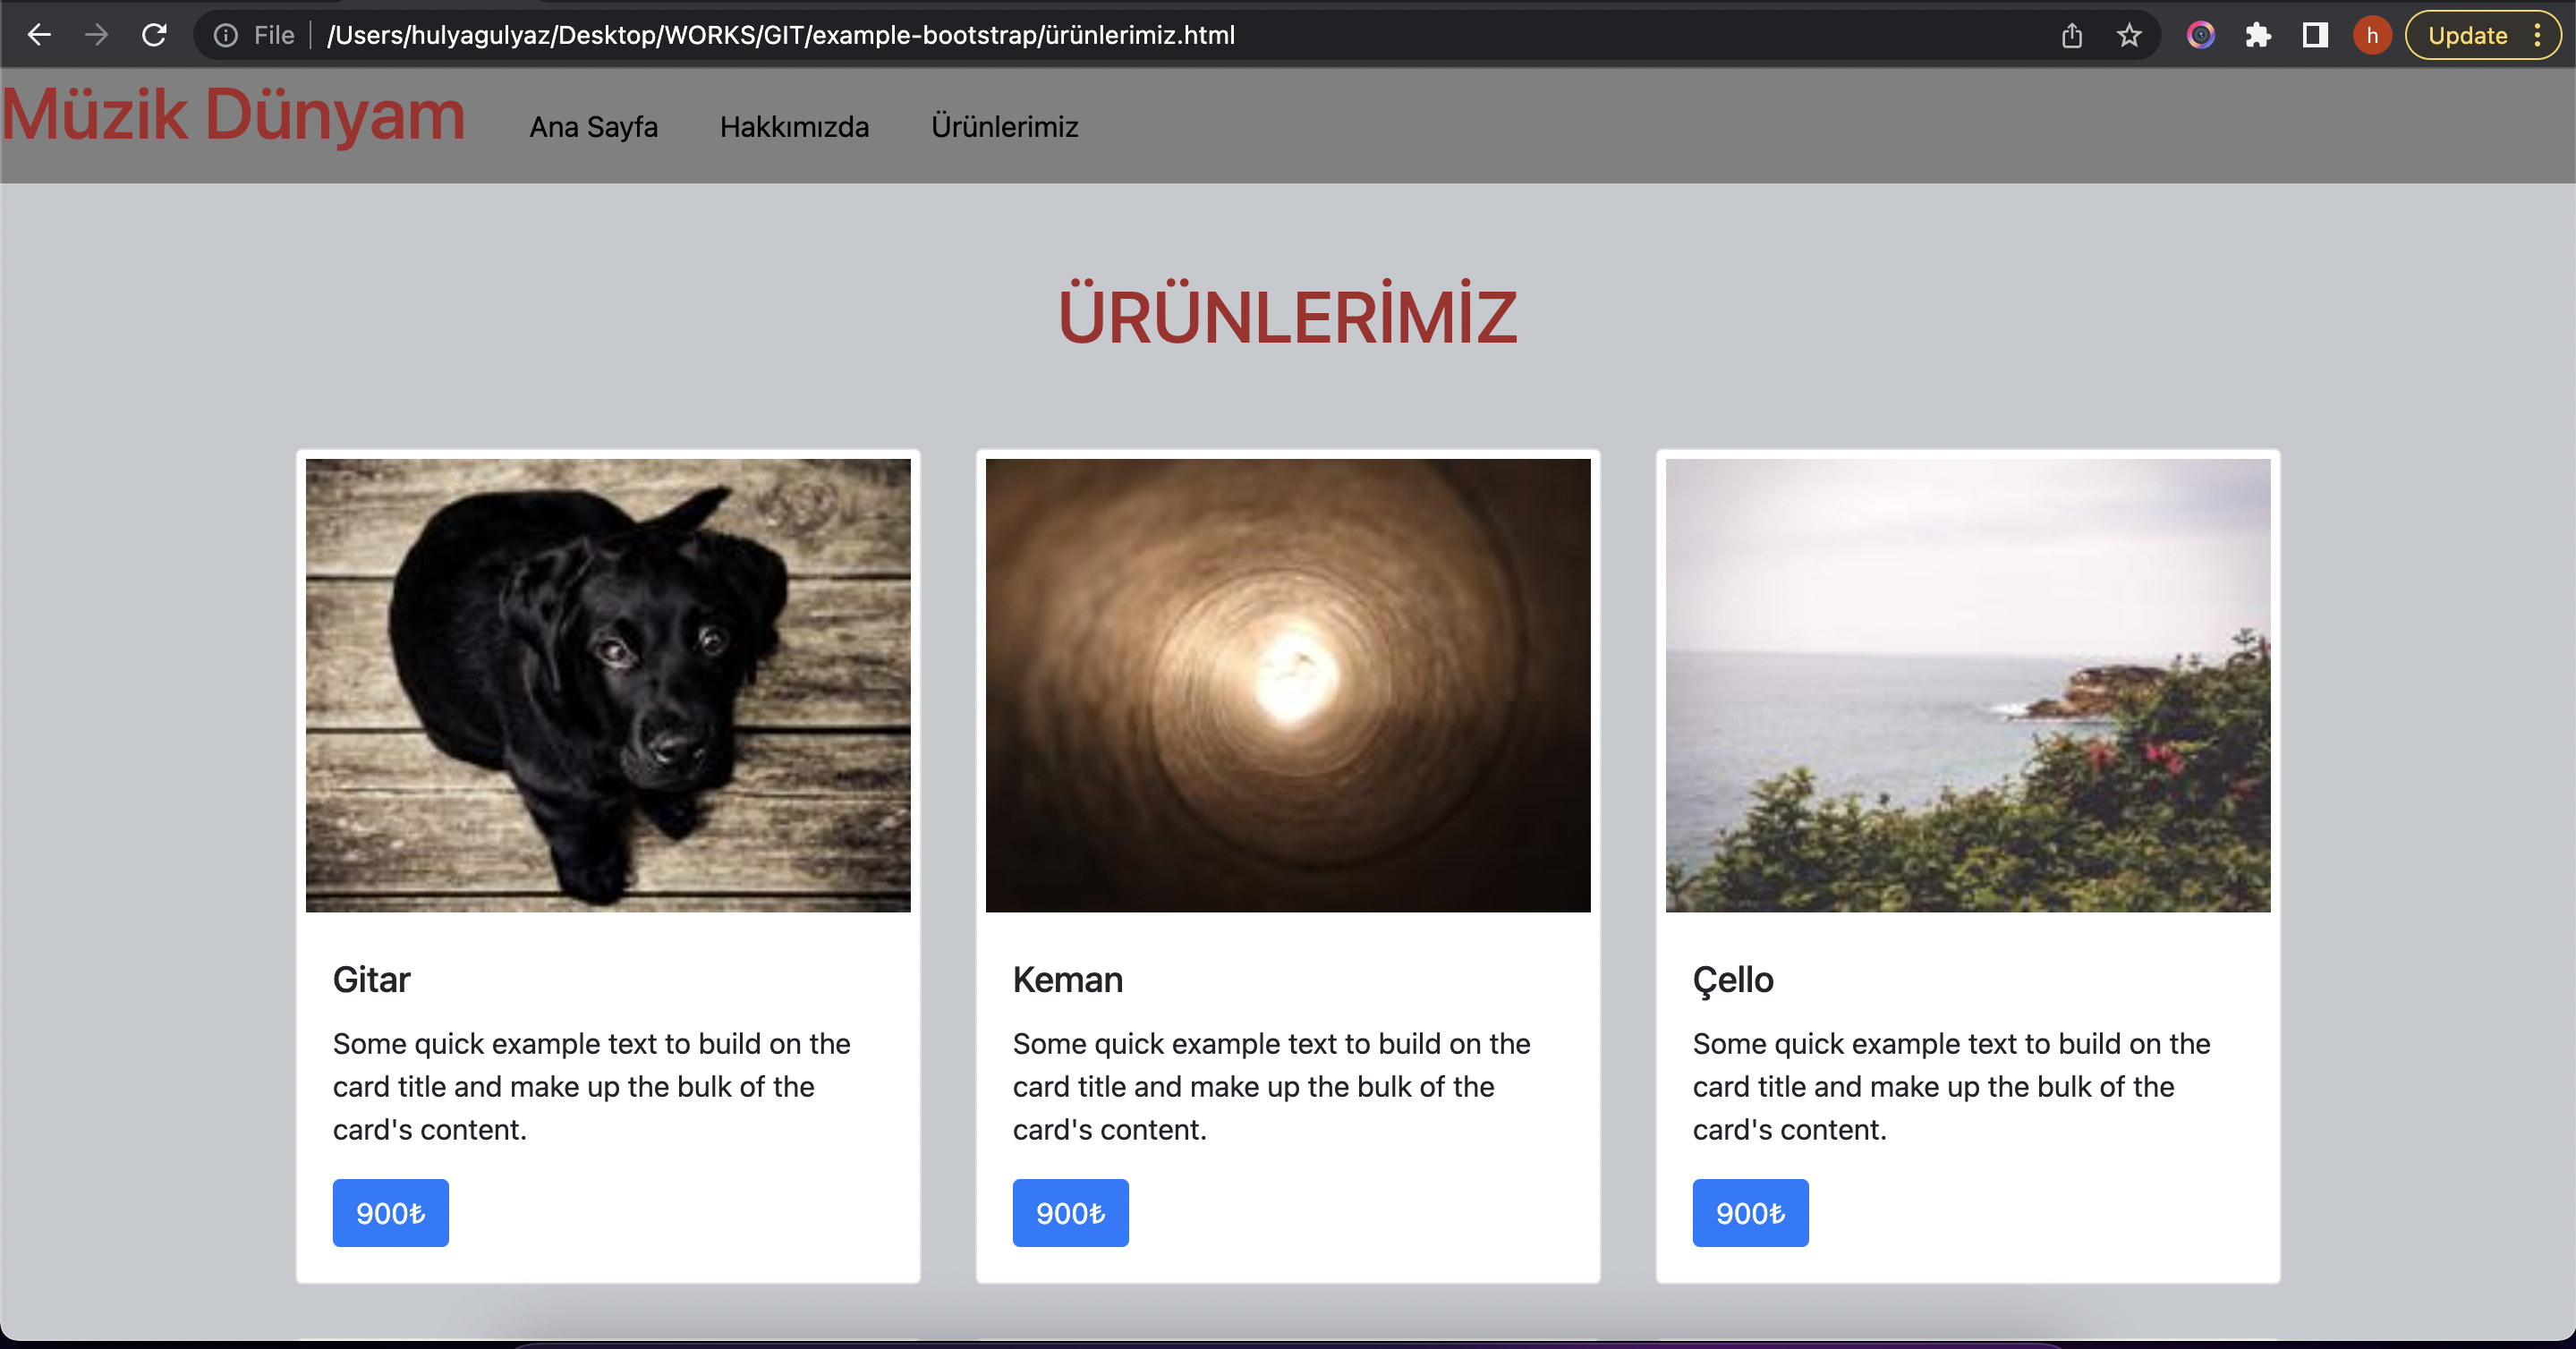 File /Users/hulyagulyaz/Desktop/WORKS/GIT/example-bootstrap/ürünlerimiz.html h Update
Müzik Dünyam Ana Sayfa Hakkımızda Ürünlerimiz
ÜRÜNLERİMİZ
Gitar
Some quick example text to build on the
card title and make up the bulk of the
card's content.
900₺
Keman
Some quick example text to build on the
card title and make up the bulk of the
card's content.
900₺
Çello
Some quick example text to build on the
card title and make up the bulk of the
card's content.
900₺